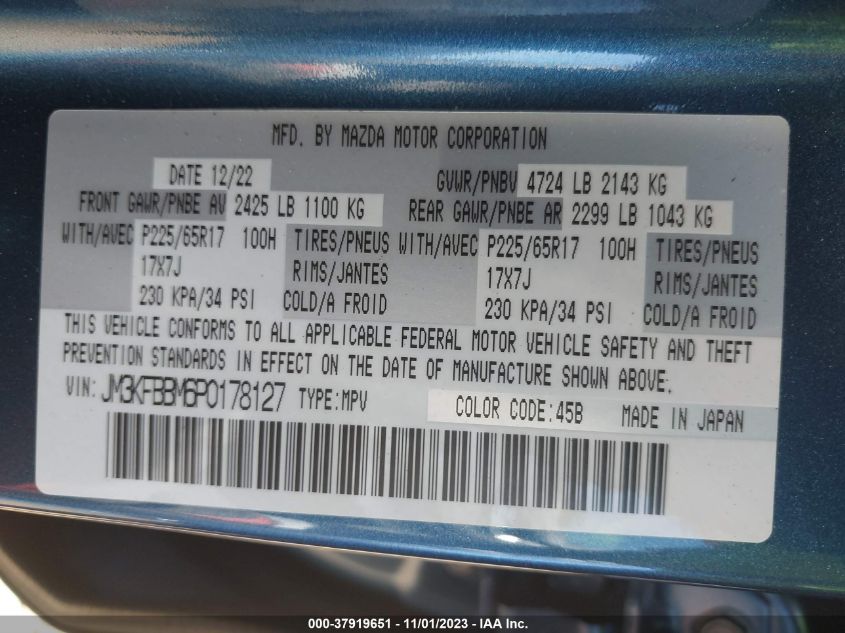 MFD. BY MAZDA MOTOR CORPORATION
DATE 12/22 GVWR/PNBV 4724 LB 2143 KG
FRONT GAWR/PNBE AV 2425 LB 1100 KG REAR GAWR/PNBE AR 2299 LB 1043 KG
WITH/AVEC P225/65R17 100H TIRES/PNEUS WITH/AVEC P225/65R17 100H TIRES/PNEUS
17X7J RIMS/JANTES 17X7J RIMS/JANTES
230 KPA/34 PSI COLD/A FROID 230 KPA/34 PSI COLD/A FROID
THIS VEHICLE CONFORMS TO ALL APPLICABLE FEDERAL MOTOR VEHICLE SAFETY AND THEFT
PREVENTION STANDARDS IN EFFECT ON THE DATE OF MANUFACTURE SHOWN ABOVE.
VIN: JM3KFBBM6P0178127 TYPE:MPV COLOR CODE:45B MADE IN JAPAN
000-37919651 - 11/01/2023 - IAA Inc.